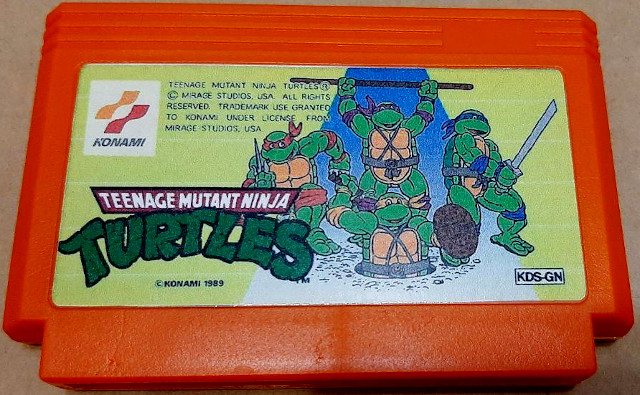 KONAMI
TEENAGE MUTANT NINJA TURTLES®
© MIRAGE STUDIOS, USA. ALL RIGHTS
RESERVED. TRADEMARK USE GRANTED
TO KONAMI UNDER LICENSE FROM
MIRAGE STUDIOS, USA
TEENAGE MUTANT NINJA
TURTLES
TM
© KONAMI 1989
KDS-GN